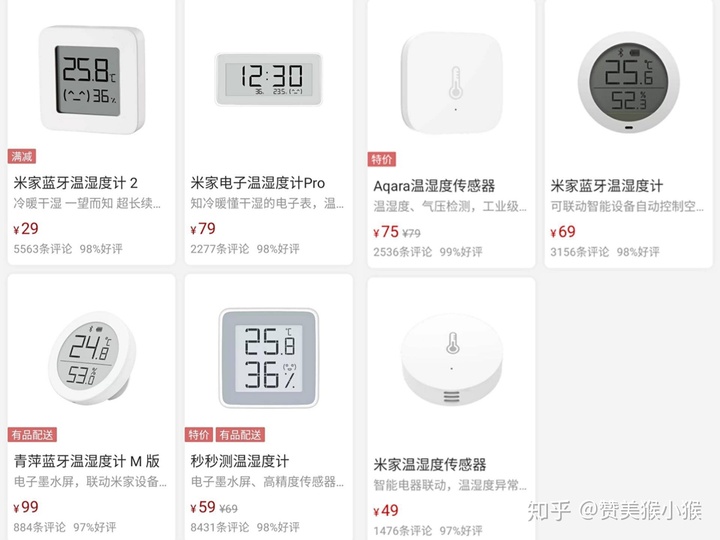 25.8℃
(^_^) 36%
满减
米家蓝牙温湿度计 2
冷暖干湿 一望而知 超长续…
¥29
5563条评论 98%好评
12:30
36% 23.5℃ (^_^)
米家电子温湿度计Pro
知冷暖懂干湿的电子表，温…
¥79
2277条评论 98%好评
特价
Aqara温湿度传感器
温湿度、气压检测，工业级…
¥75 ¥79
2536条评论 99%好评
25.6℃
52.3%
米家蓝牙温湿度计
可联动智能设备自动控制空…
¥69
3156条评论 98%好评
24.8℃
53.0%
有品配送
青萍蓝牙温湿度计 M 版
电子墨水屏，联动米家设备…
¥99
884条评论 97%好评
25.8℃
36%
特价 有品配送
秒秒测温湿度计
电子墨水屏、高精度传感器…
¥59 ¥69
8431条评论 98%好评
米家温湿度传感器
智能电器联动，温湿度异常…
¥49
1476条评论 97%好评
知乎 @赞美猴小猴